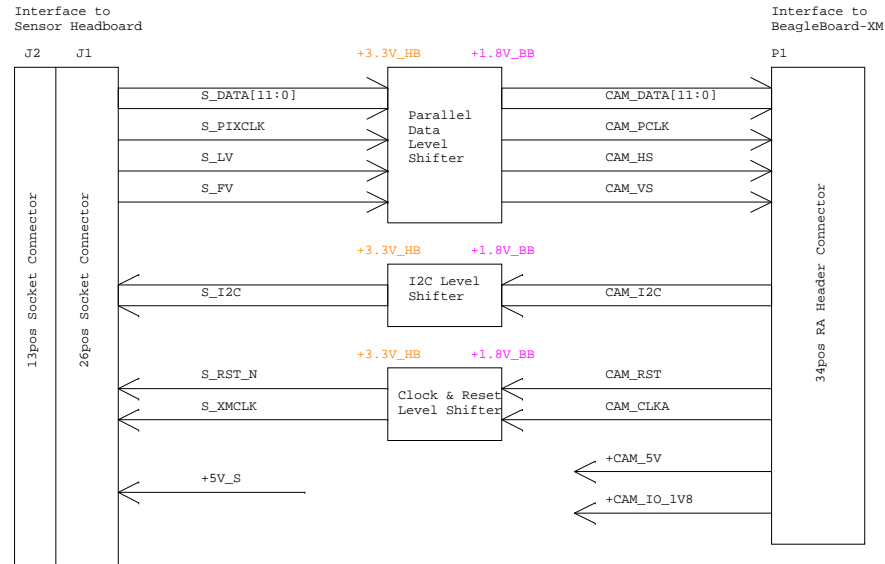 Interface to
Sensor Headboard
Interface to
BeagleBoard-XM
J2
J1
+3.3V_HB
+1.8V_BB
P1
S_DATA[11:0]
CAM_DATA[11:0]
Parallel
Data
Level
Shifter
S_PIXCLK
CAM_PCLK
S_LV
CAM_HS
S_FV
CAM_VS
13pos Socket Connector
26pos Socket Connector
34pos RA Header Connector
+3.3V_HB
+1.8V_BB
I2C Level
Shifter
S_I2C
CAM_I2C
+3.3V_HB
+1.8V_BB
S_RST_N
CAM_RST
Clock & Reset
Level Shifter
S_XMCLK
CAM_CLKA
+CAM_5V
+5V_S
+CAM_IO_1V8